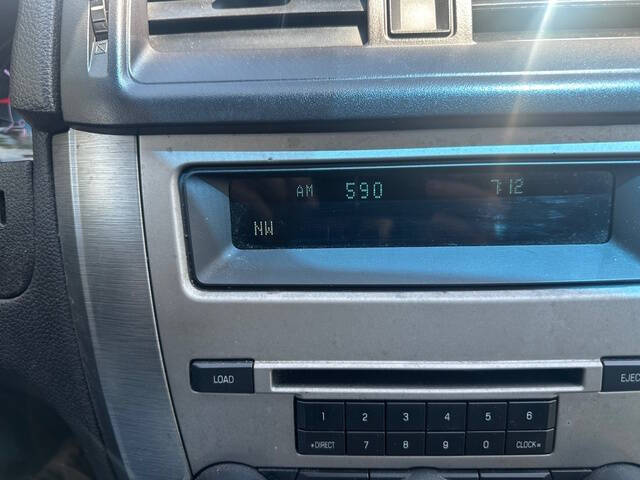 AM 590 7:12
NW
LOAD EJEC
1 2 3 4 5 6
*DIRECT 7 8 9 0 CLOCK*